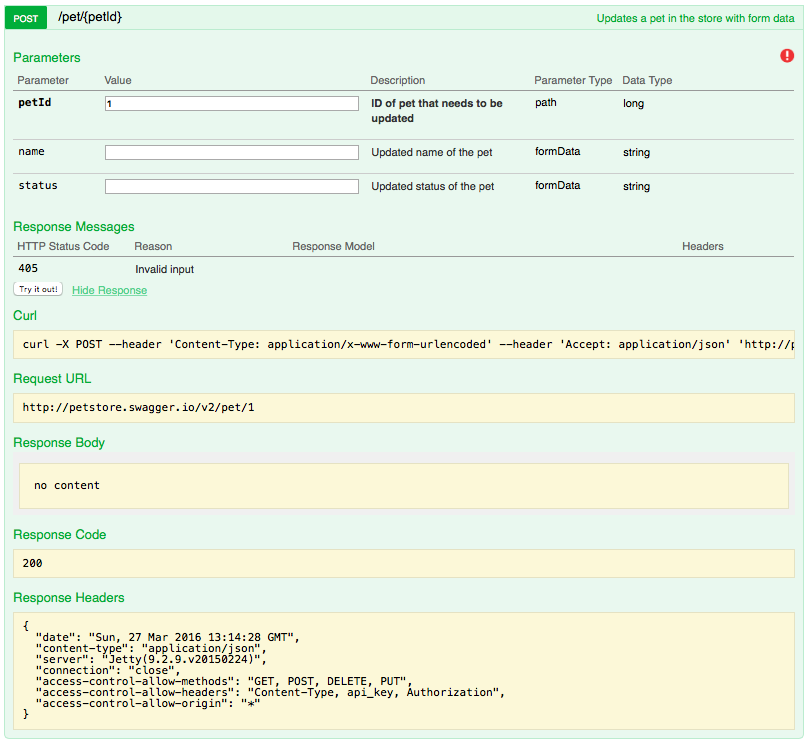 POST /pet/{petId} Updates a pet in the store with form data
Parameters
Parameter Value Description Parameter Type Data Type
petId 1 ID of pet that needs to be path long
updated
name Updated name of the pet formData string
status Updated status of the pet formData string
Response Messages
HTTP Status Code Reason Response Model Headers
405 Invalid input
Try it out! Hide Response
Curl
curl -X POST --header 'Content-Type: application/x-www-form-urlencoded' --header 'Accept: application/json' 'http://p
Request URL
http://petstore.swagger.io/v2/pet/1
Response Body
no content
Response Code
200
Response Headers
{
"date": "Sun, 27 Mar 2016 13:14:28 GMT",
"content-type": "application/json",
"server": "Jetty(9.2.9.v20150224)",
"connection": "close",
"access-control-allow-methods": "GET, POST, DELETE, PUT",
"access-control-allow-headers": "Content-Type, api_key, Authorization",
"access-control-allow-origin": "*"
}